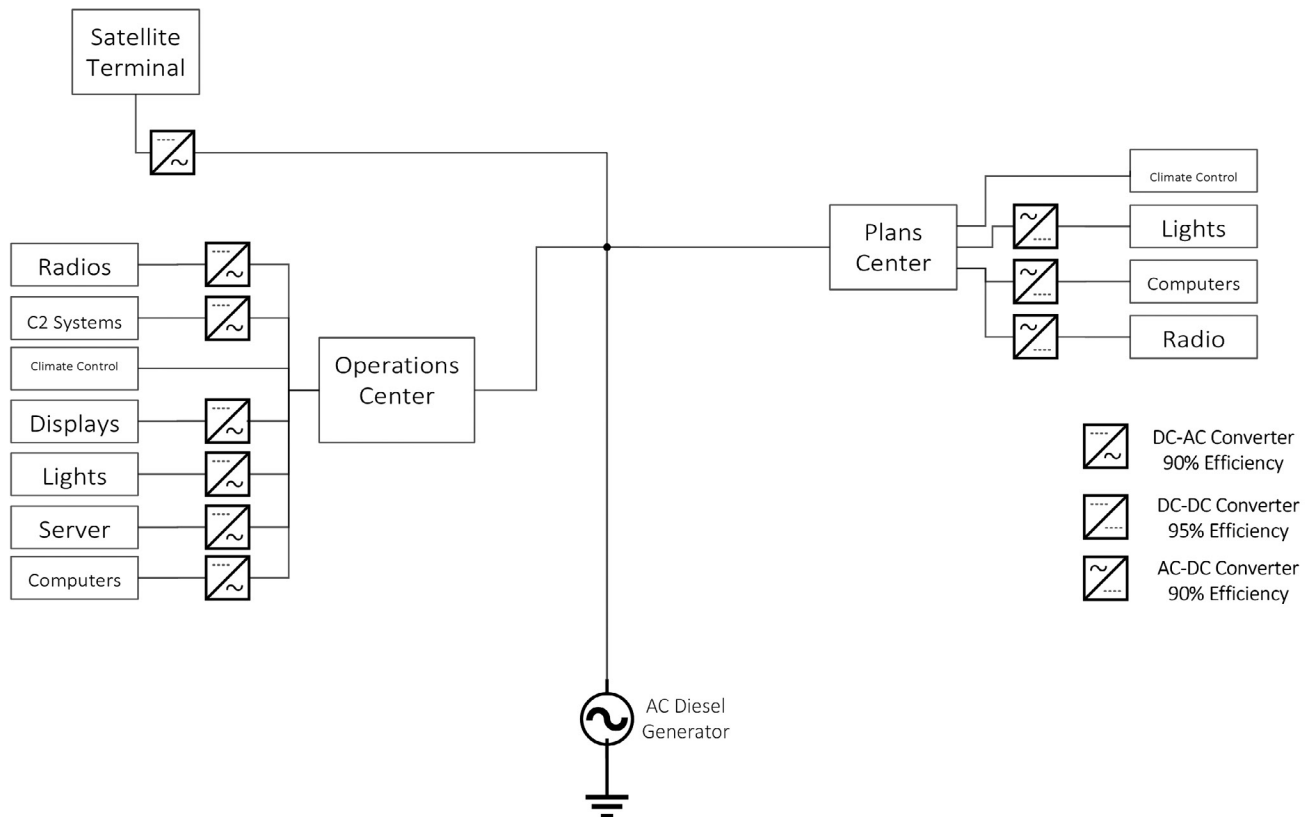 Satellite
Terminal
Radios
C2 Systems
Climate Control
Displays
Lights
Server
Computers
Operations
Center
Plans
Center
Climate Control
Lights
Computers
Radio
DC-AC Converter
90% Efficiency
DC-DC Converter
95% Efficiency
AC-DC Converter
90% Efficiency
AC Diesel
Generator